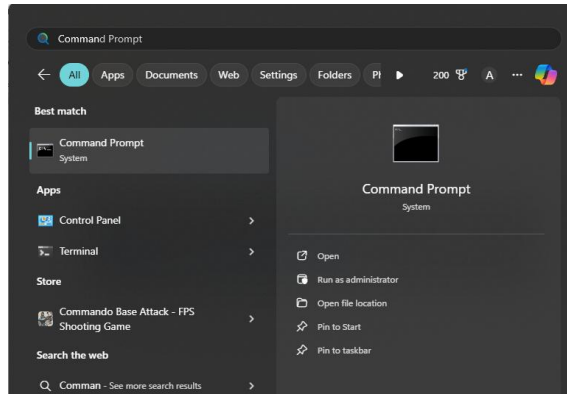 Command Prompt
All Apps Documents Web Settings Folders 200 A ...
Best match
Command Prompt
System
Apps
Control Panel
Terminal
Store
Commando Base Attack - FPS
Shooting Game
Search the web
Comman - See more search results
Command Prompt
System
Open
Run as administrator
Open file location
Pin to Start
Pin to taskbar